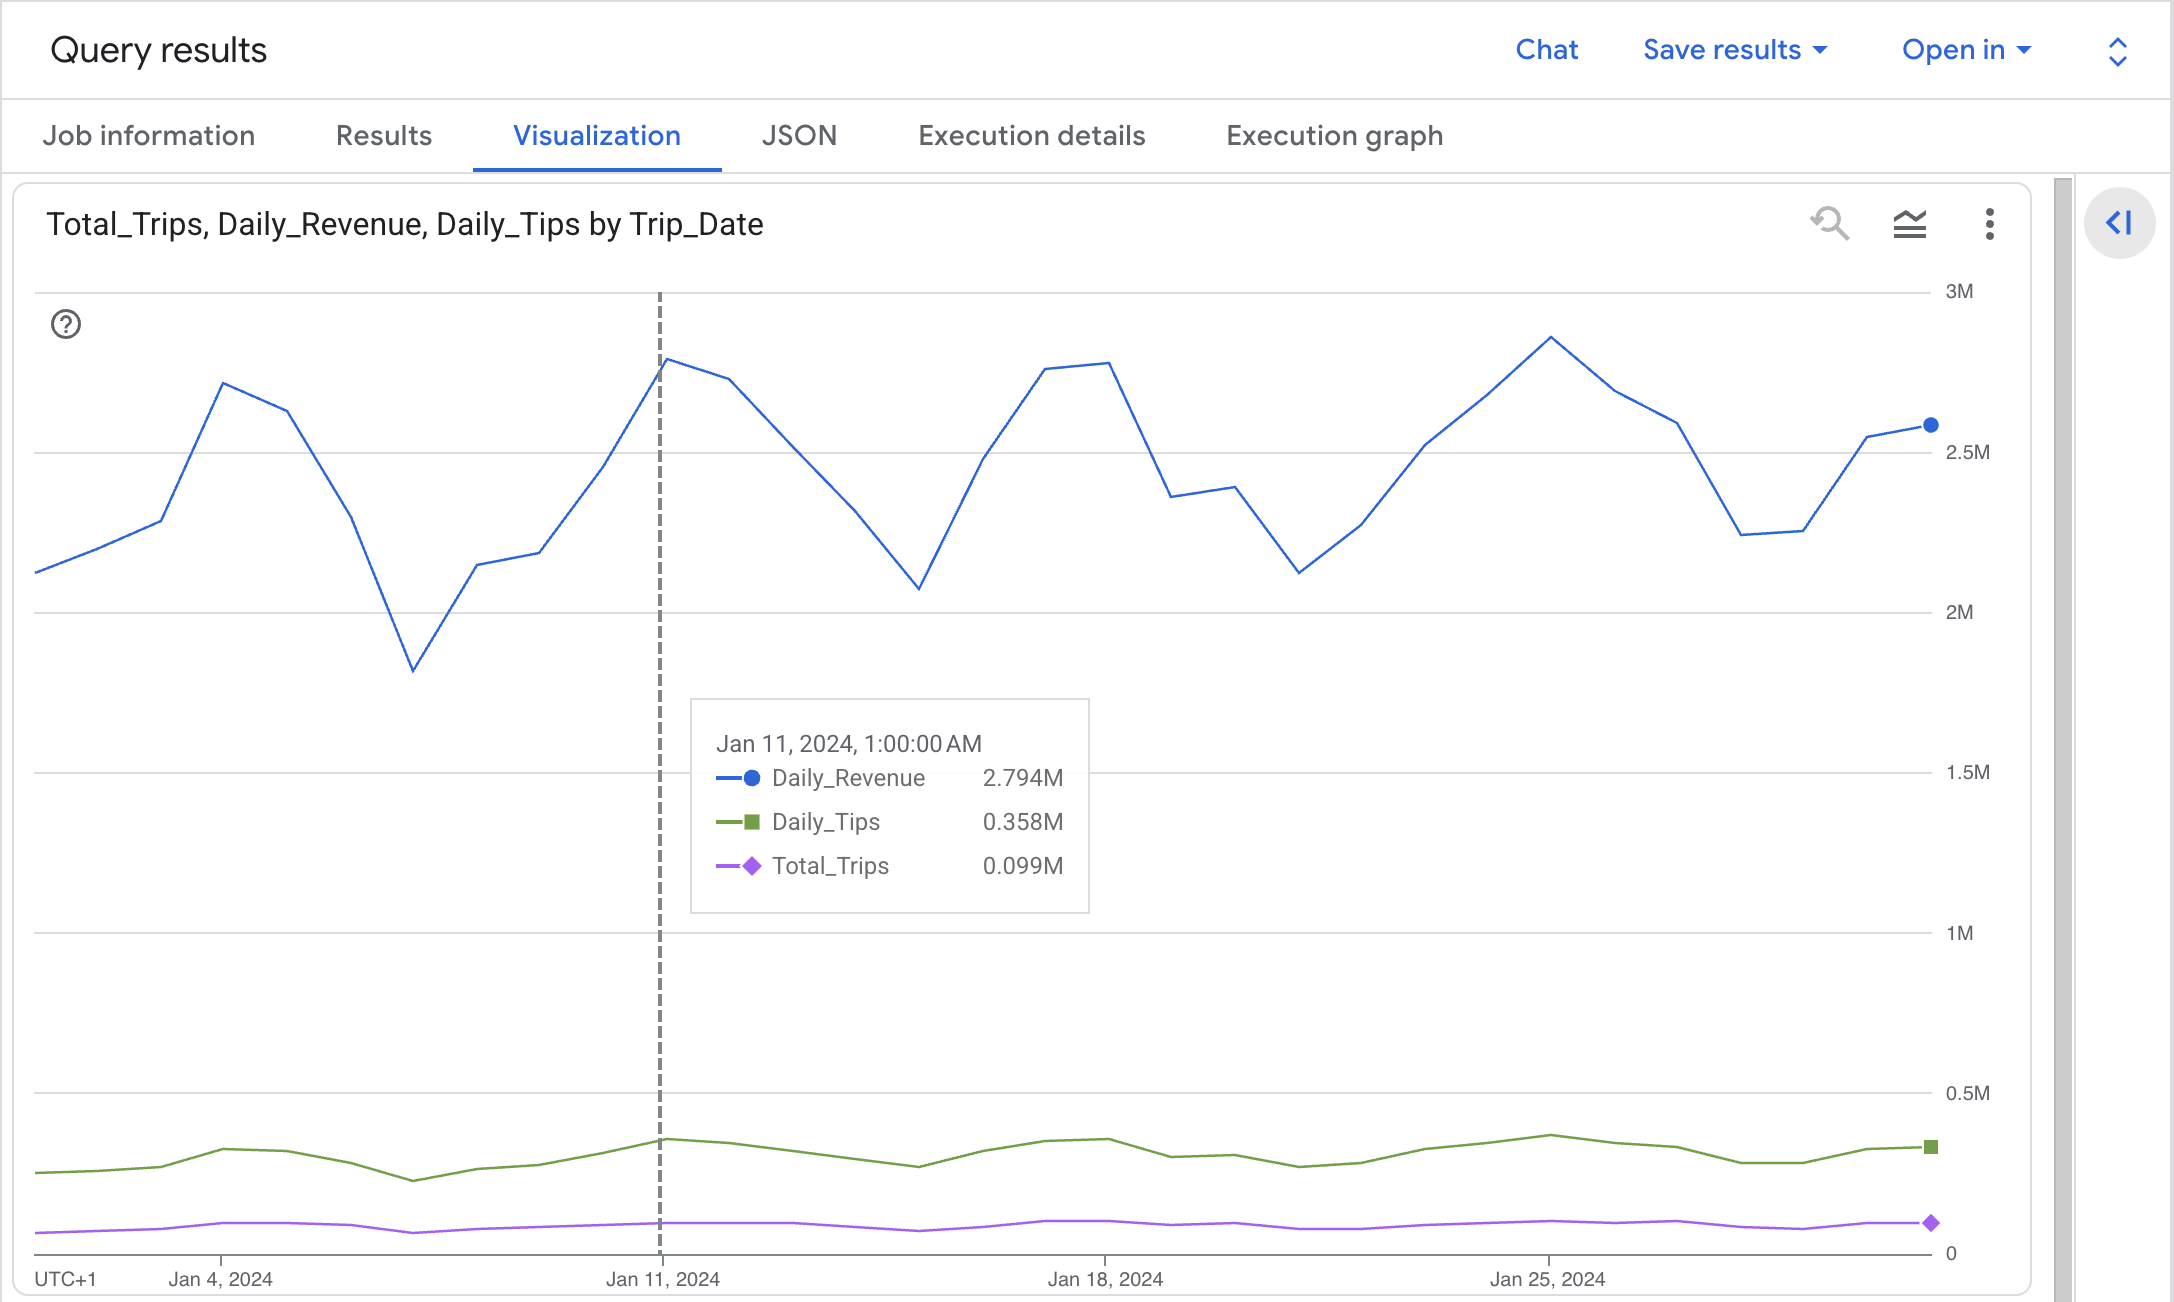 Query results
Chat
Save results
Open in
Job information
Results
Visualization
JSON
Execution details
Execution graph
Total_Trips, Daily_Revenue, Daily_Tips by Trip_Date
3M
2.5M
2M
1.5M
1M
0.5M
0
Jan 11, 2024, 1:00:00 AM
Daily_Revenue 2.794M
Daily_Tips 0.358M
Total_Trips 0.099M
UTC+1
Jan 4, 2024
Jan 11, 2024
Jan 18, 2024
Jan 25, 2024